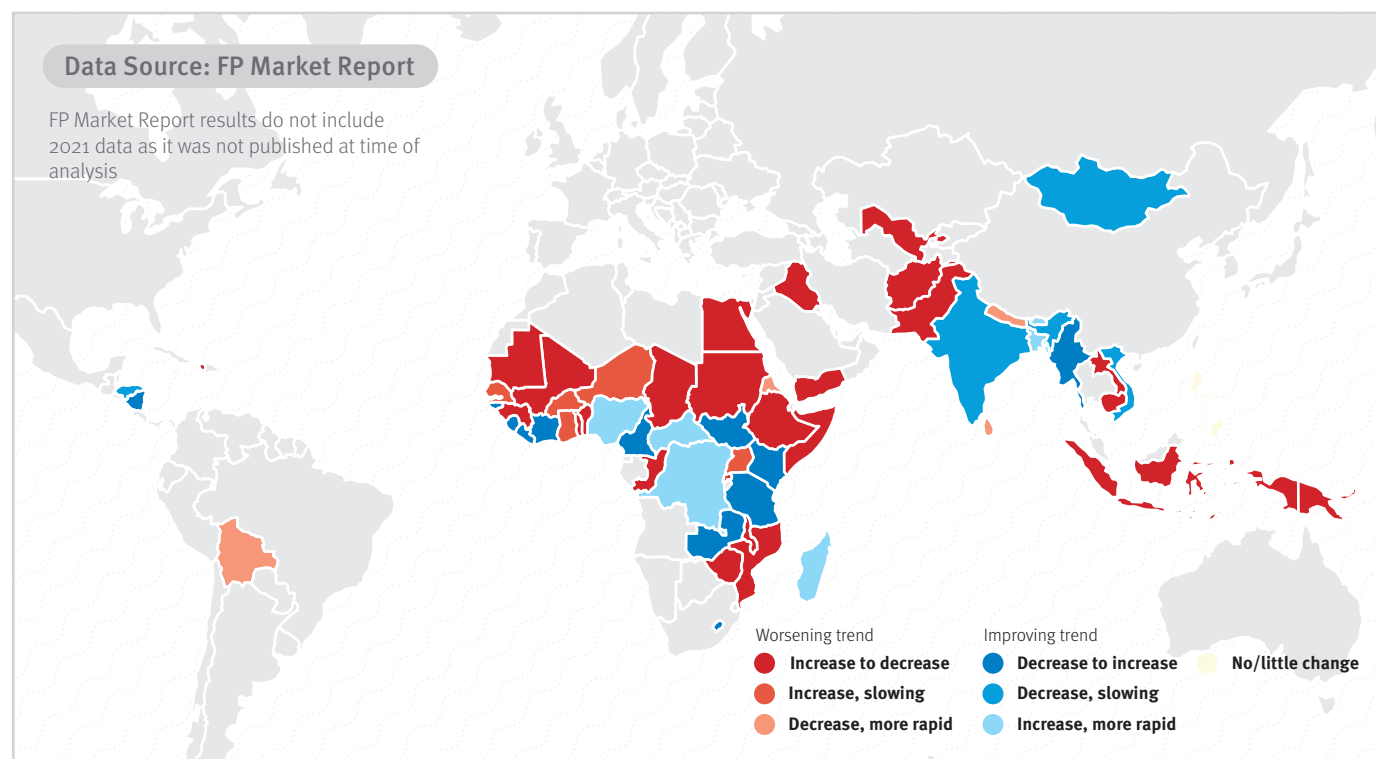 Data Source: FP Market Report
FP Market Report results do not include
2021 data as it was not published at time of
analysis
Worsening trend
Increase to decrease
Increase, slowing
Decrease, more rapid
Improving trend
Decrease to increase
Decrease, slowing
Increase, more rapid
No/little change